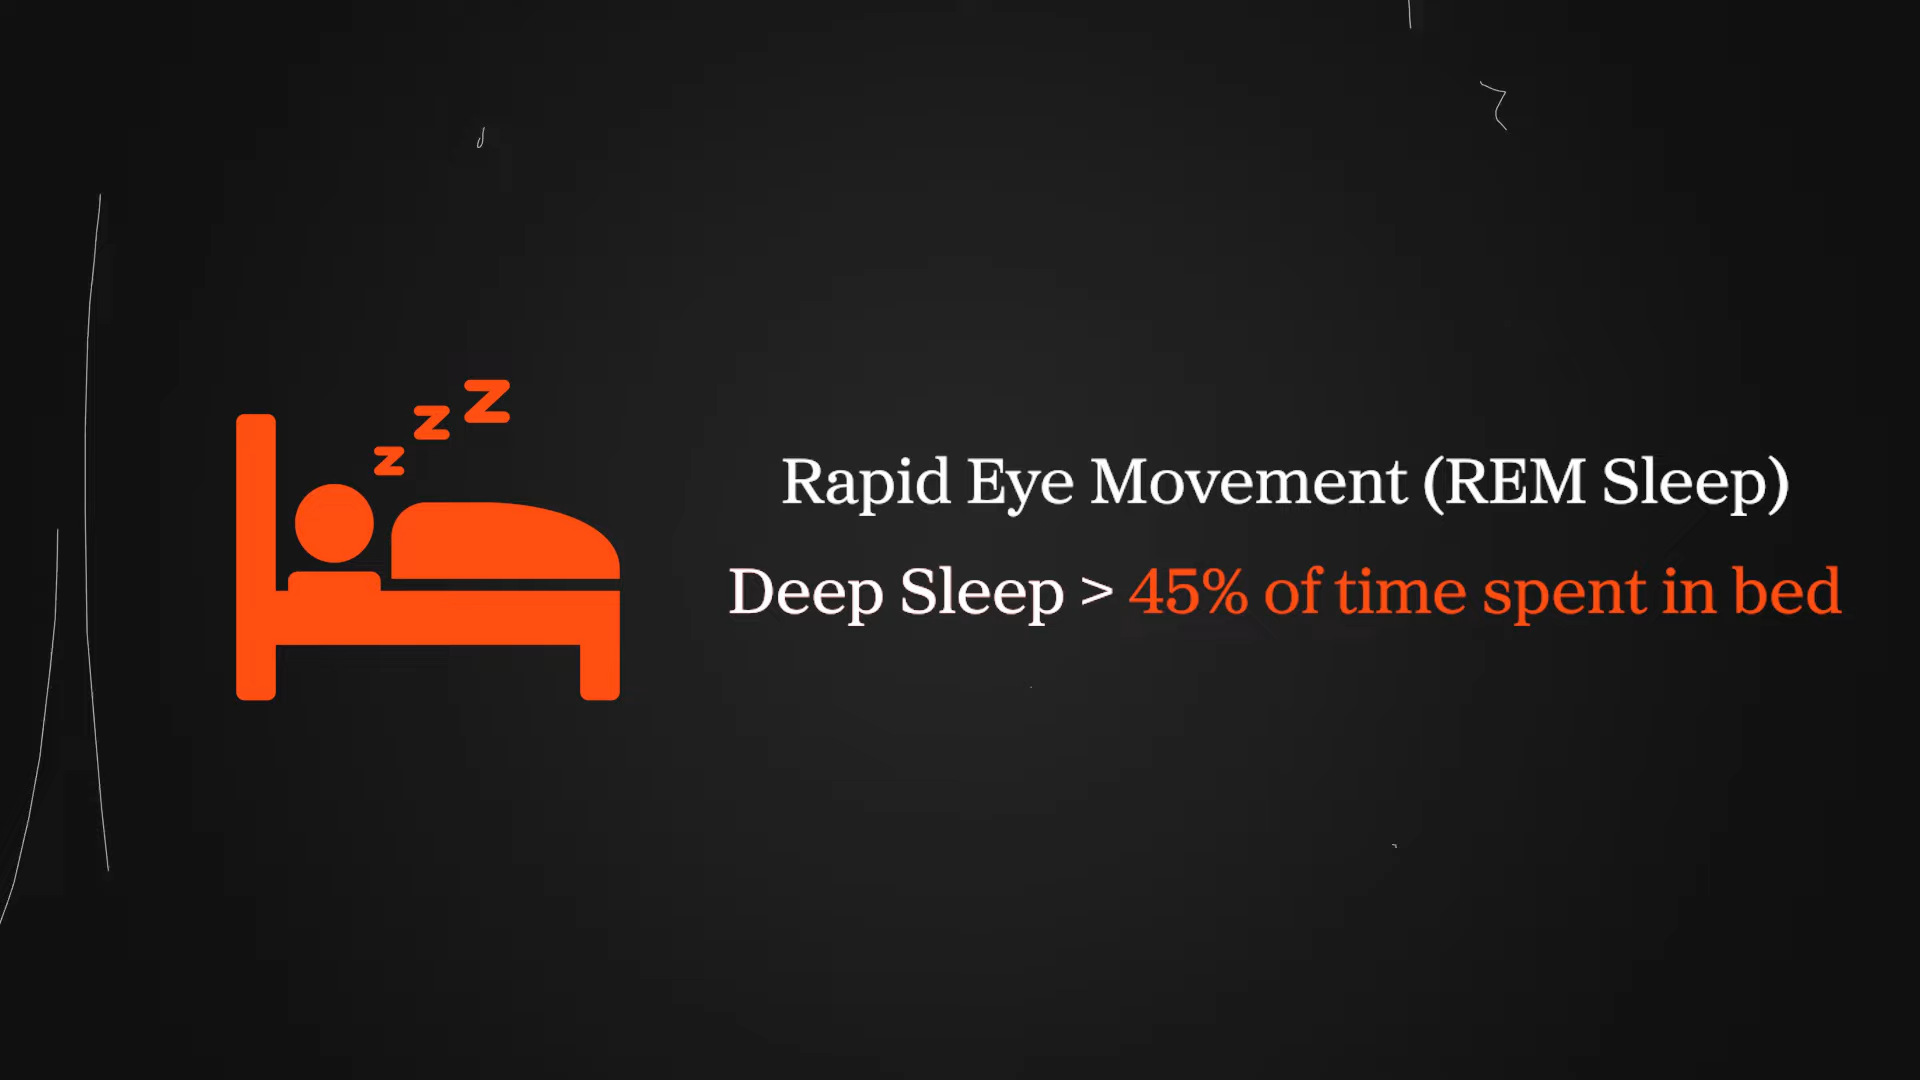 z z z
Rapid Eye Movement (REM Sleep)
Deep Sleep > 45% of time spent in bed